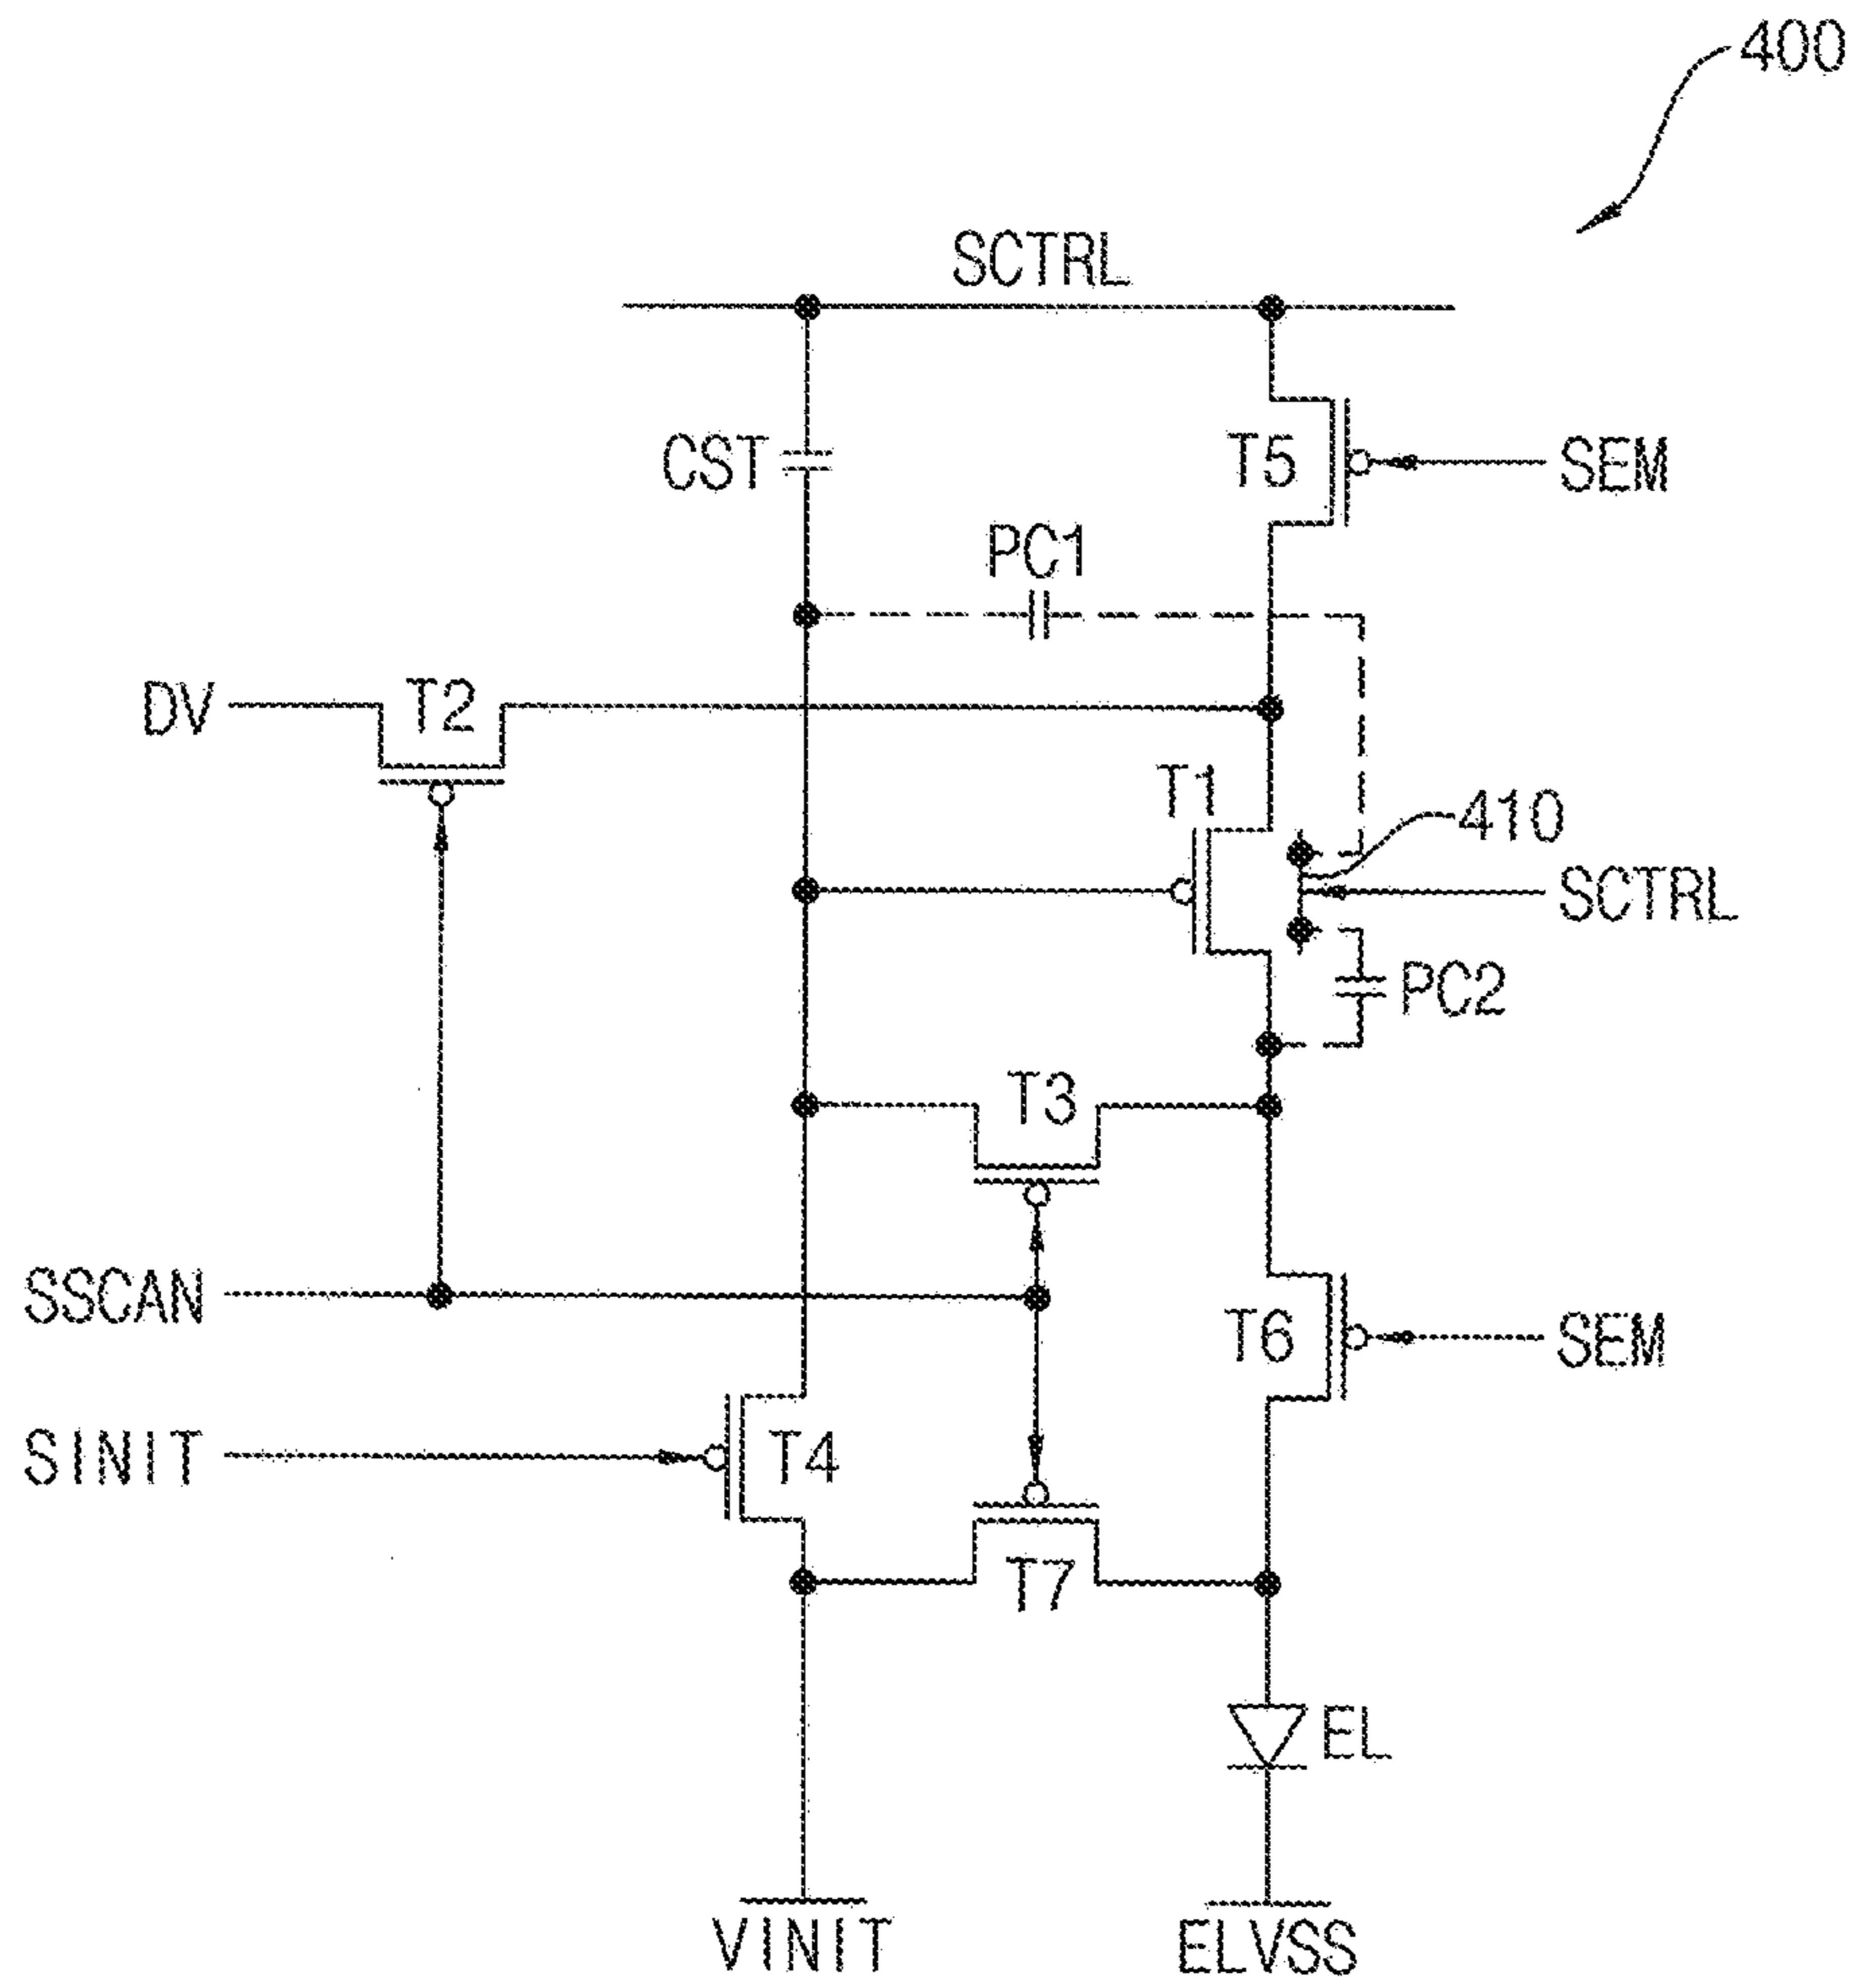 400
SCTRL
CST
T5
SEM
PC1
DV
T2
T1
410
SCTRL
PC2
T3
SSCAN
T6
SEM
SINIT
T4
T7
EL
VINIT
ELVSS